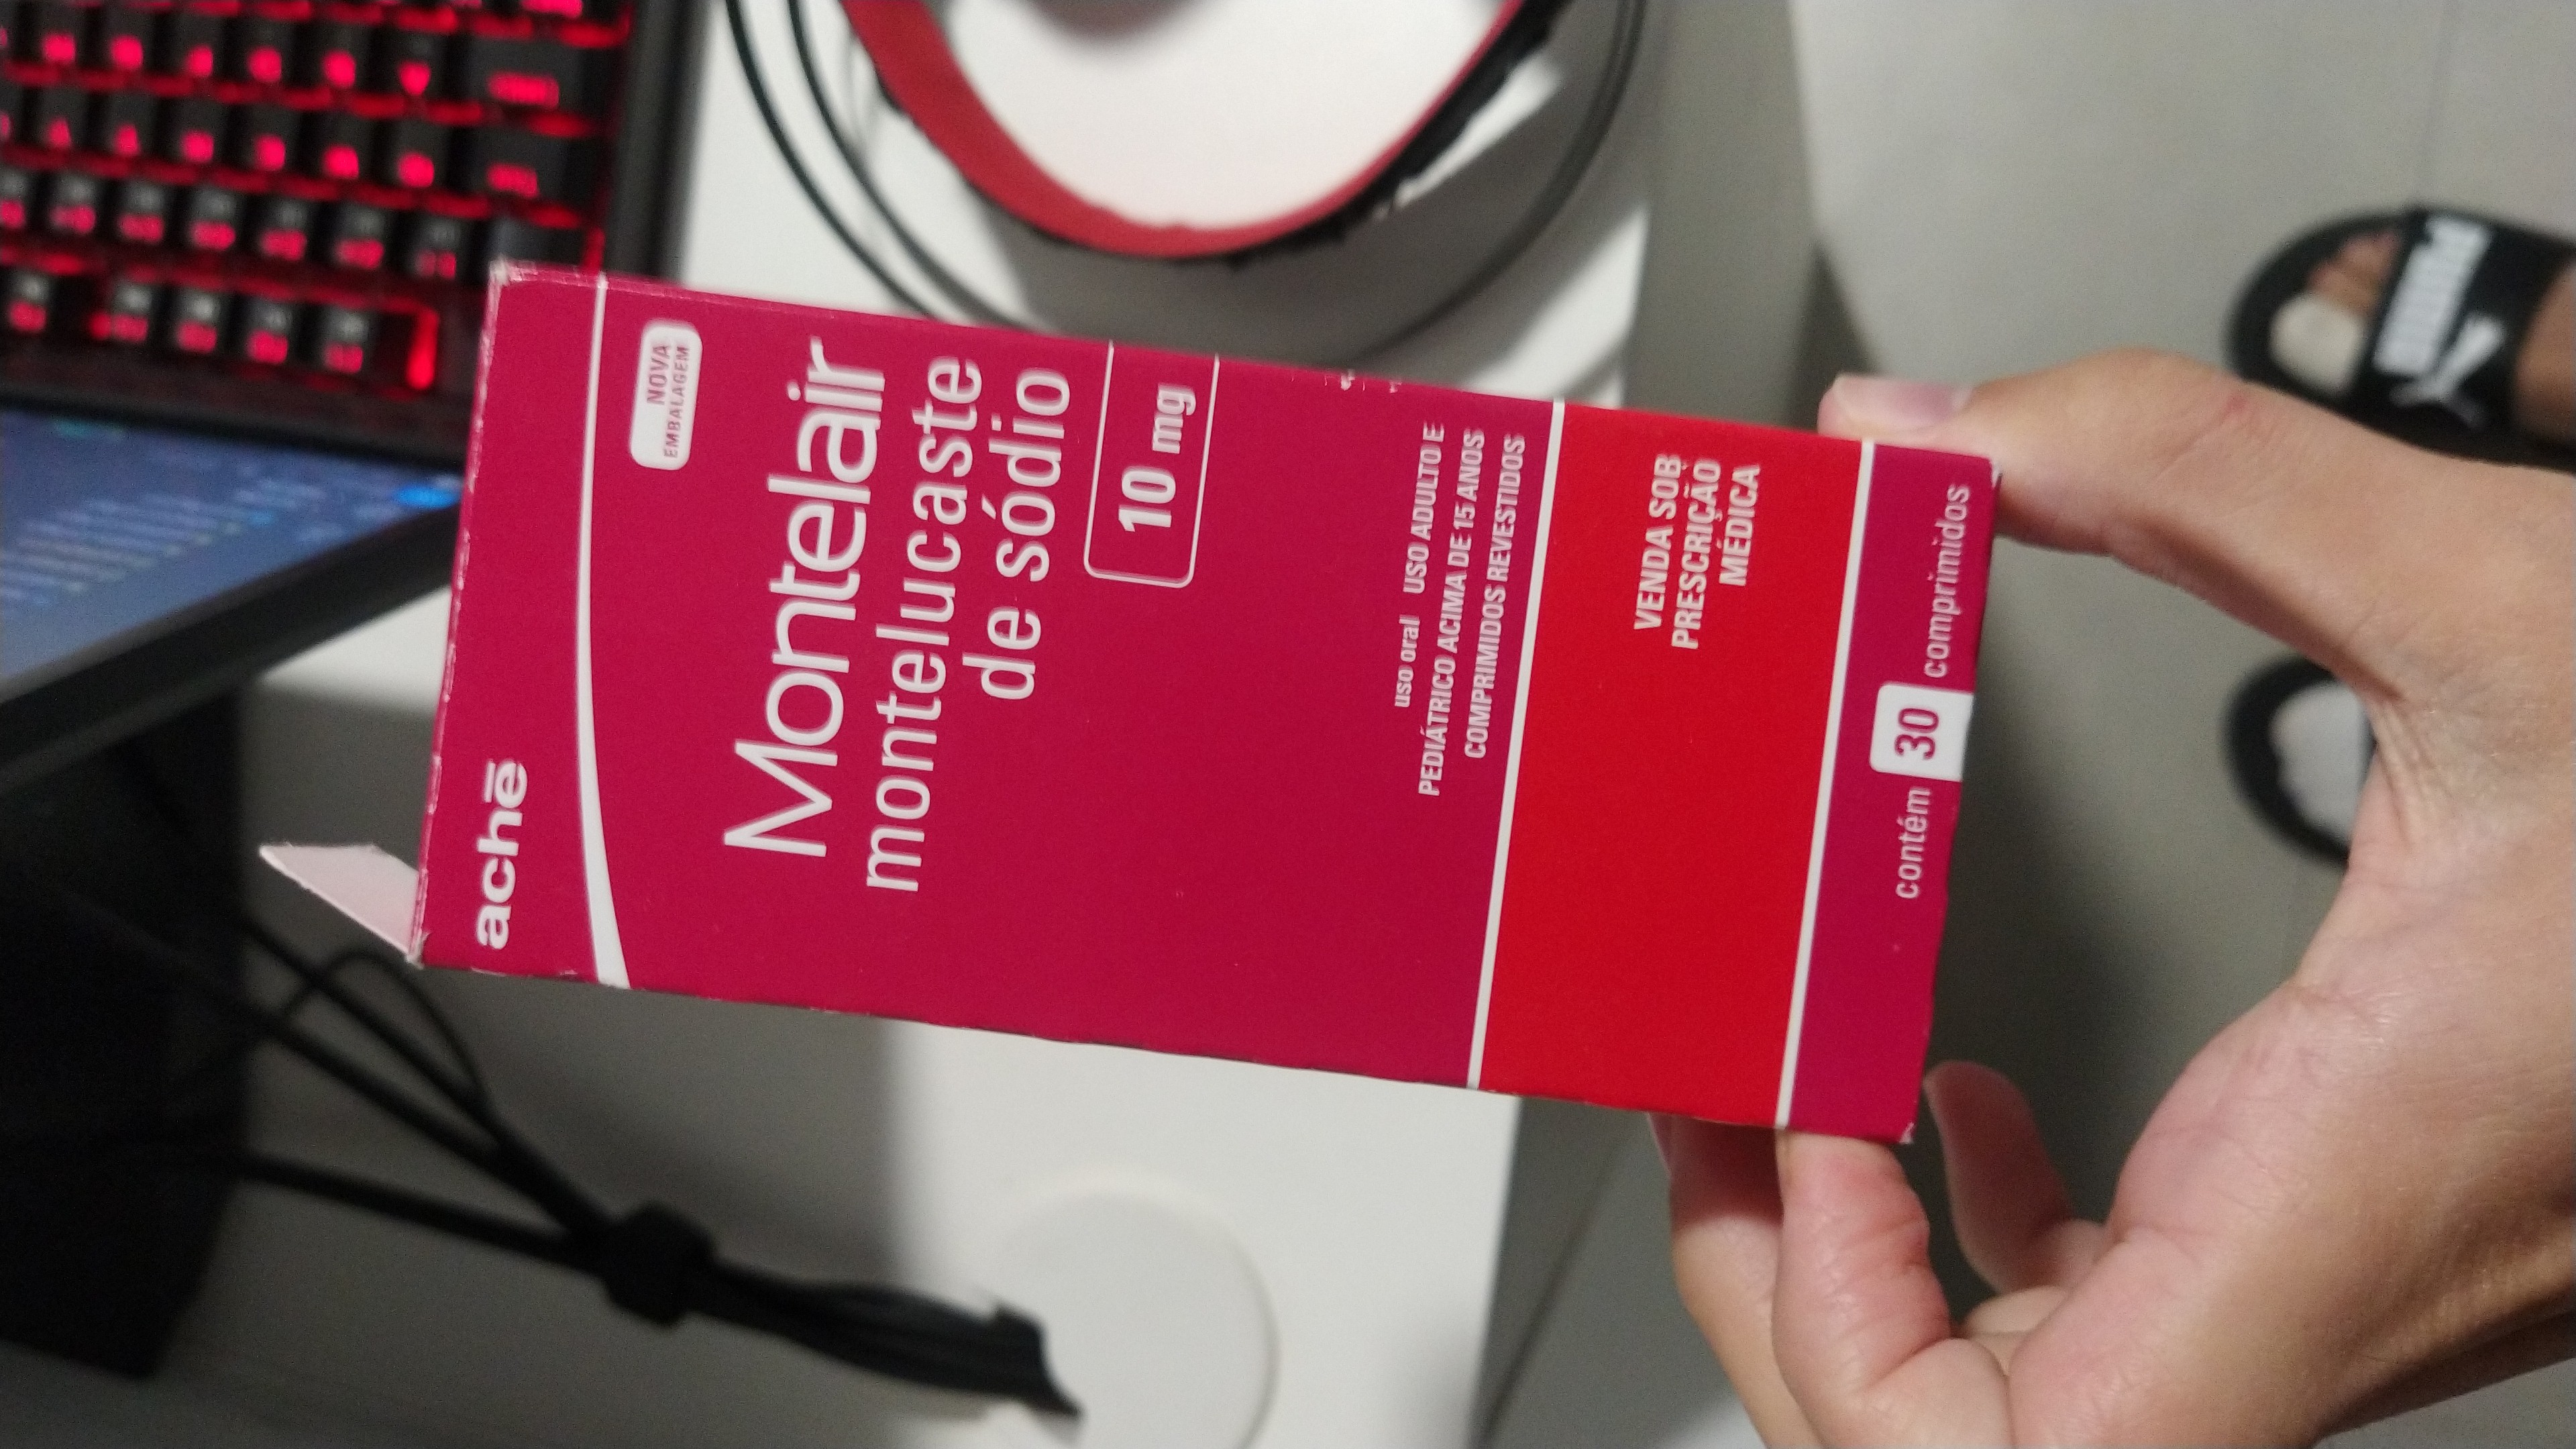 achē
NOVA
EMBALAGEM
Montelair
montelucaste
de sódio
10 mg
uso oral USO ADULTO E
PEDIÁTRICO ACIMA DE 15 ANOS
COMPRIMIDOS REVESTIDOS
VENDA SOB
PRESCRIÇÃO
MÉDICA
contém 30 comprimidos
PUMA